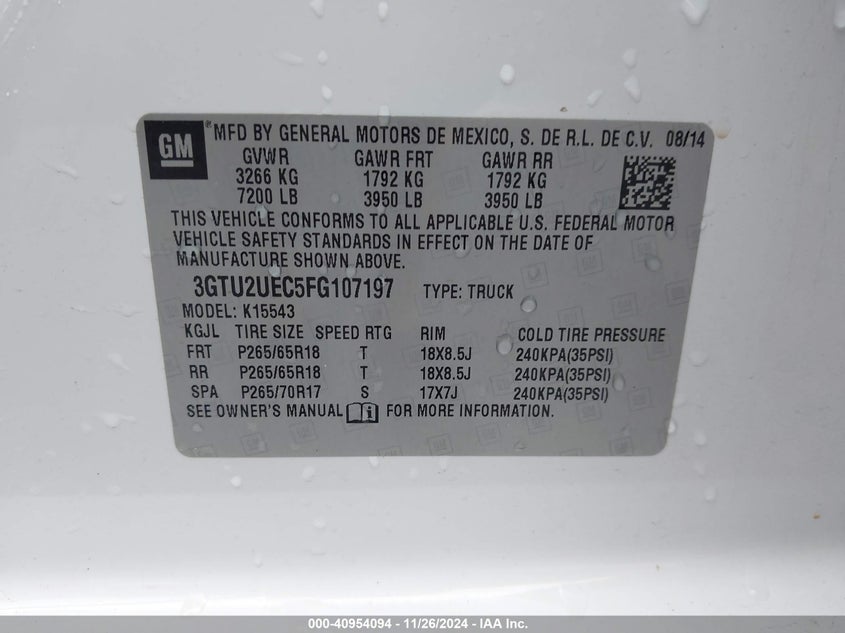 GM
® MFD BY GENERAL MOTORS DE MEXICO, S. DE R.L. DE C.V. 08/14
GVWR GAWR FRT GAWR RR
3266 KG 1792 KG 1792 KG
7200 LB 3950 LB 3950 LB
THIS VEHICLE CONFORMS TO ALL APPLICABLE U.S. FEDERAL MOTOR
VEHICLE SAFETY STANDARDS IN EFFECT ON THE DATE OF
MANUFACTURE SHOWN ABOVE.
3GTU2UEC5FG107197 TYPE: TRUCK
MODEL: K15543
KGJL TIRE SIZE SPEED RTG RIM COLD TIRE PRESSURE
FRT P265/65R18 T 18X8.5J 240KPA(35PSI)
RR P265/65R18 T 18X8.5J 240KPA(35PSI)
SPA P265/70R17 S 17X7J 240KPA(35PSI)
SEE OWNER'S MANUAL FOR MORE INFORMATION.
000-40954094 - 11/26/2024 - IAA Inc.